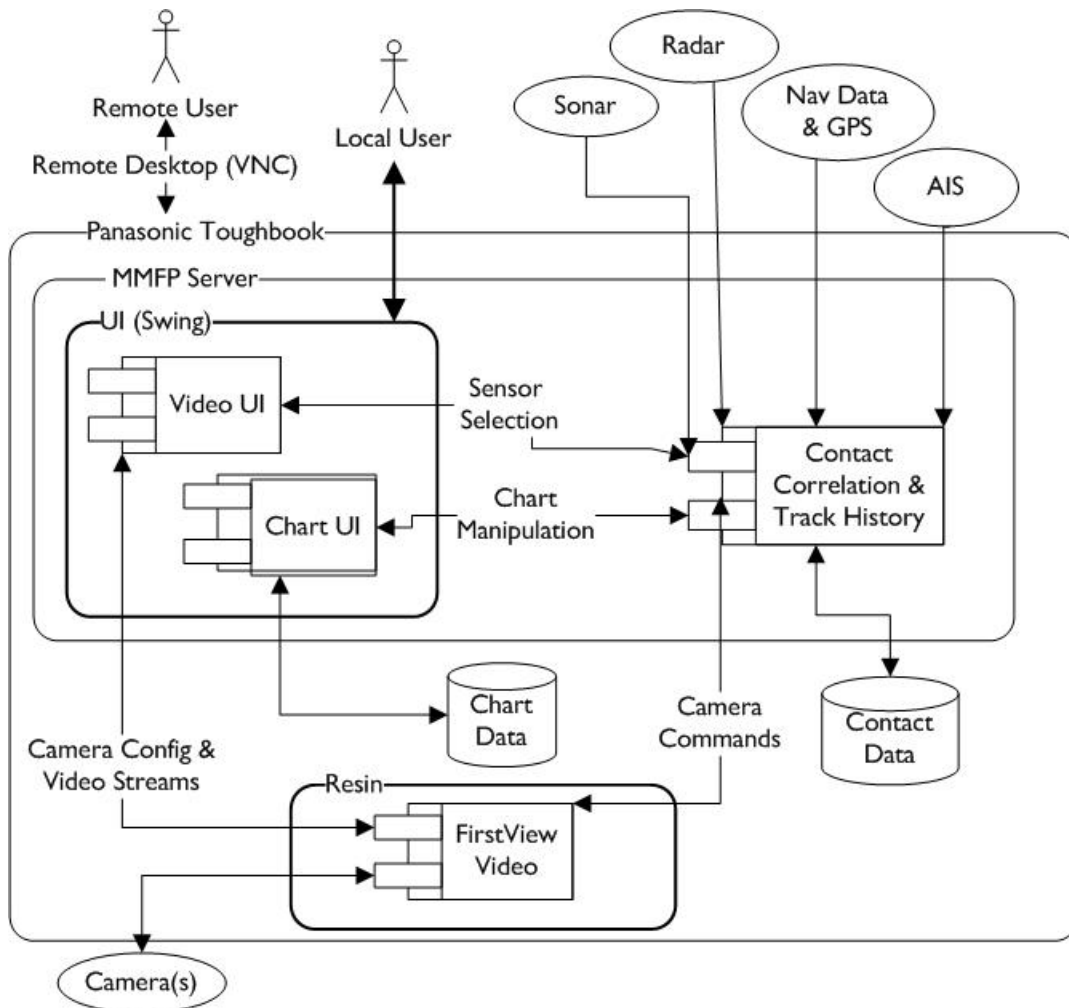 Remote User
Remote Desktop (VNC)
Local User
Sonar
Radar
Nav Data
& GPS
AIS
Panasonic Toughbook
MMFP Server
UI (Swing)
Video UI
Chart UI
Sensor
Selection
Chart
Manipulation
Contact
Correlation &
Track History
Chart
Data
Camera
Commands
Contact
Data
Camera Config &
Video Streams
Resin
FirstView
Video
Camera(s)